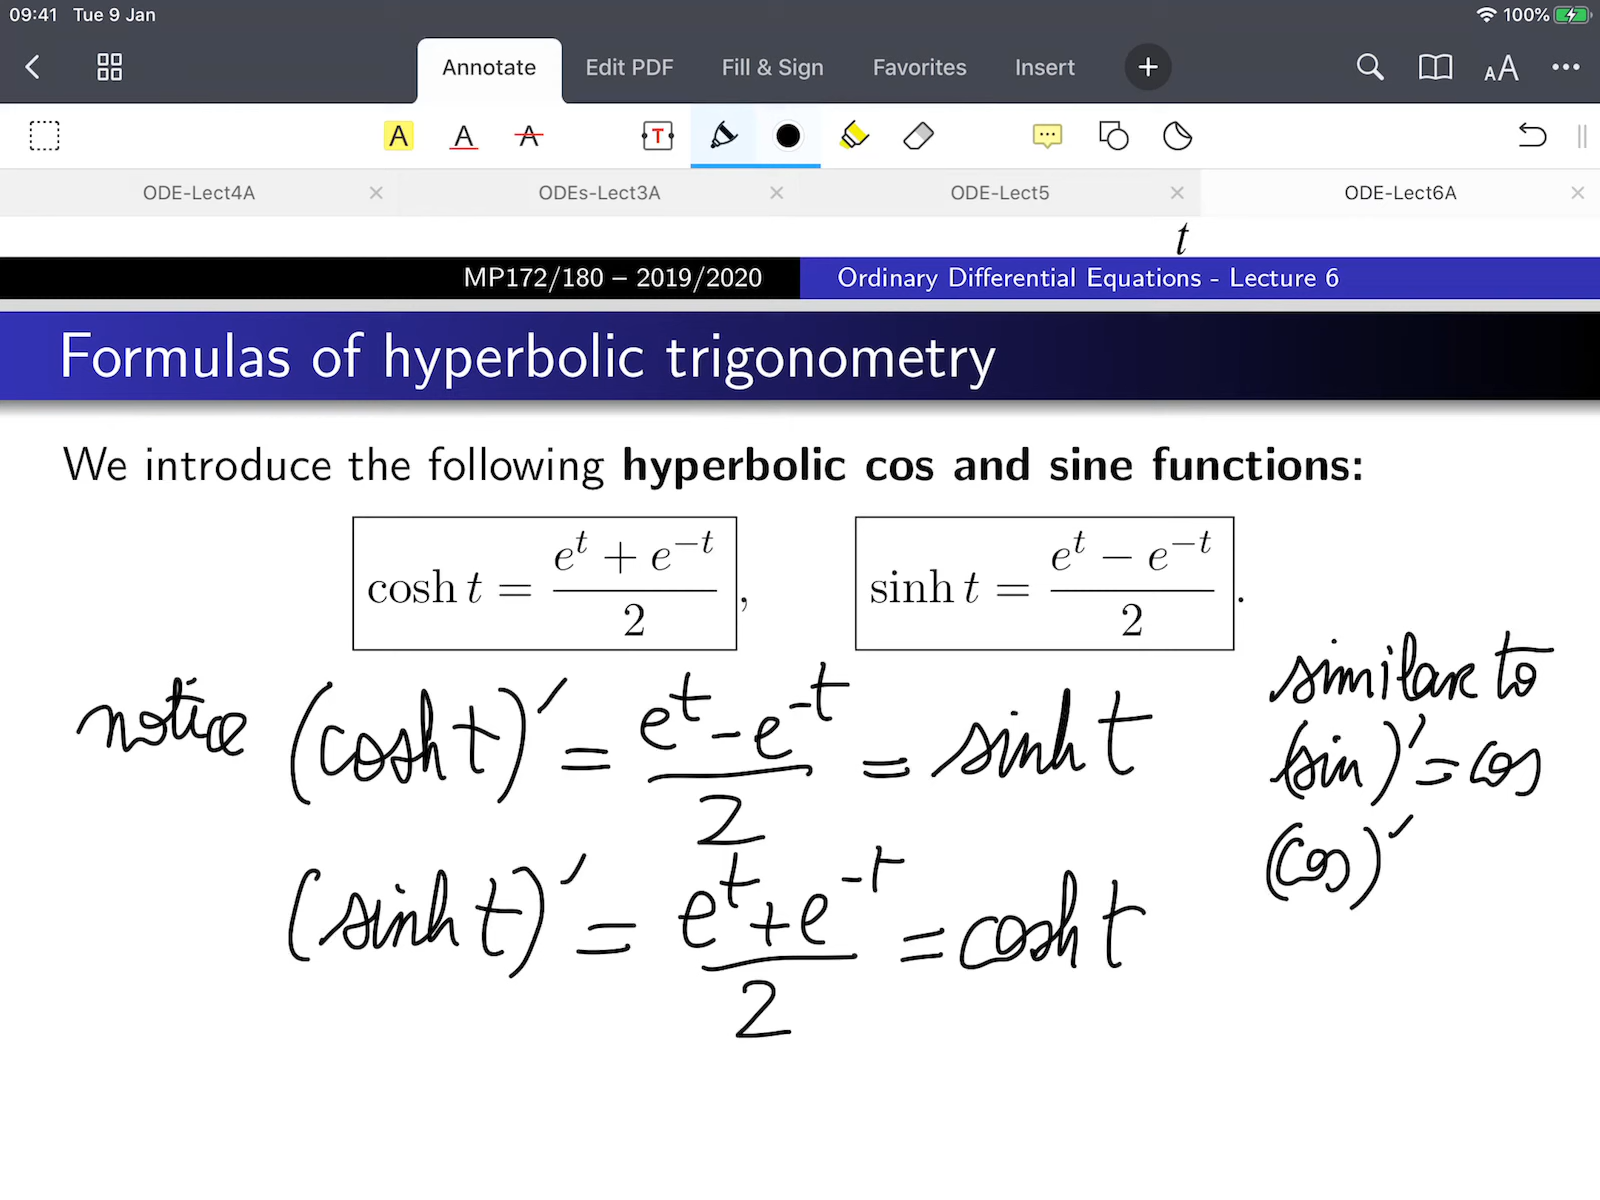 09:41 Tue 9 Jan 100%
Annotate Edit PDF Fill & Sign Favorites Insert +
A A A T
ODE-Lect4A × ODEs-Lect3A × ODE-Lect5 × ODE-Lect6A ×
t
MP172/180 – 2019/2020 Ordinary Differential Equations - Lecture 6
Formulas of hyperbolic trigonometry
We introduce the following hyperbolic cos and sine functions:
cosh t = (e^t + e^{-t})/2, sinh t = (e^t − e^{-t})/2.
notice (cosh t)′ = (e^t − e^{-t})/2 = sinh t
(sinh t)′ = (e^t + e^{-t})/2 = cosh t
similar to
(sin)′ = cos
(cos)′